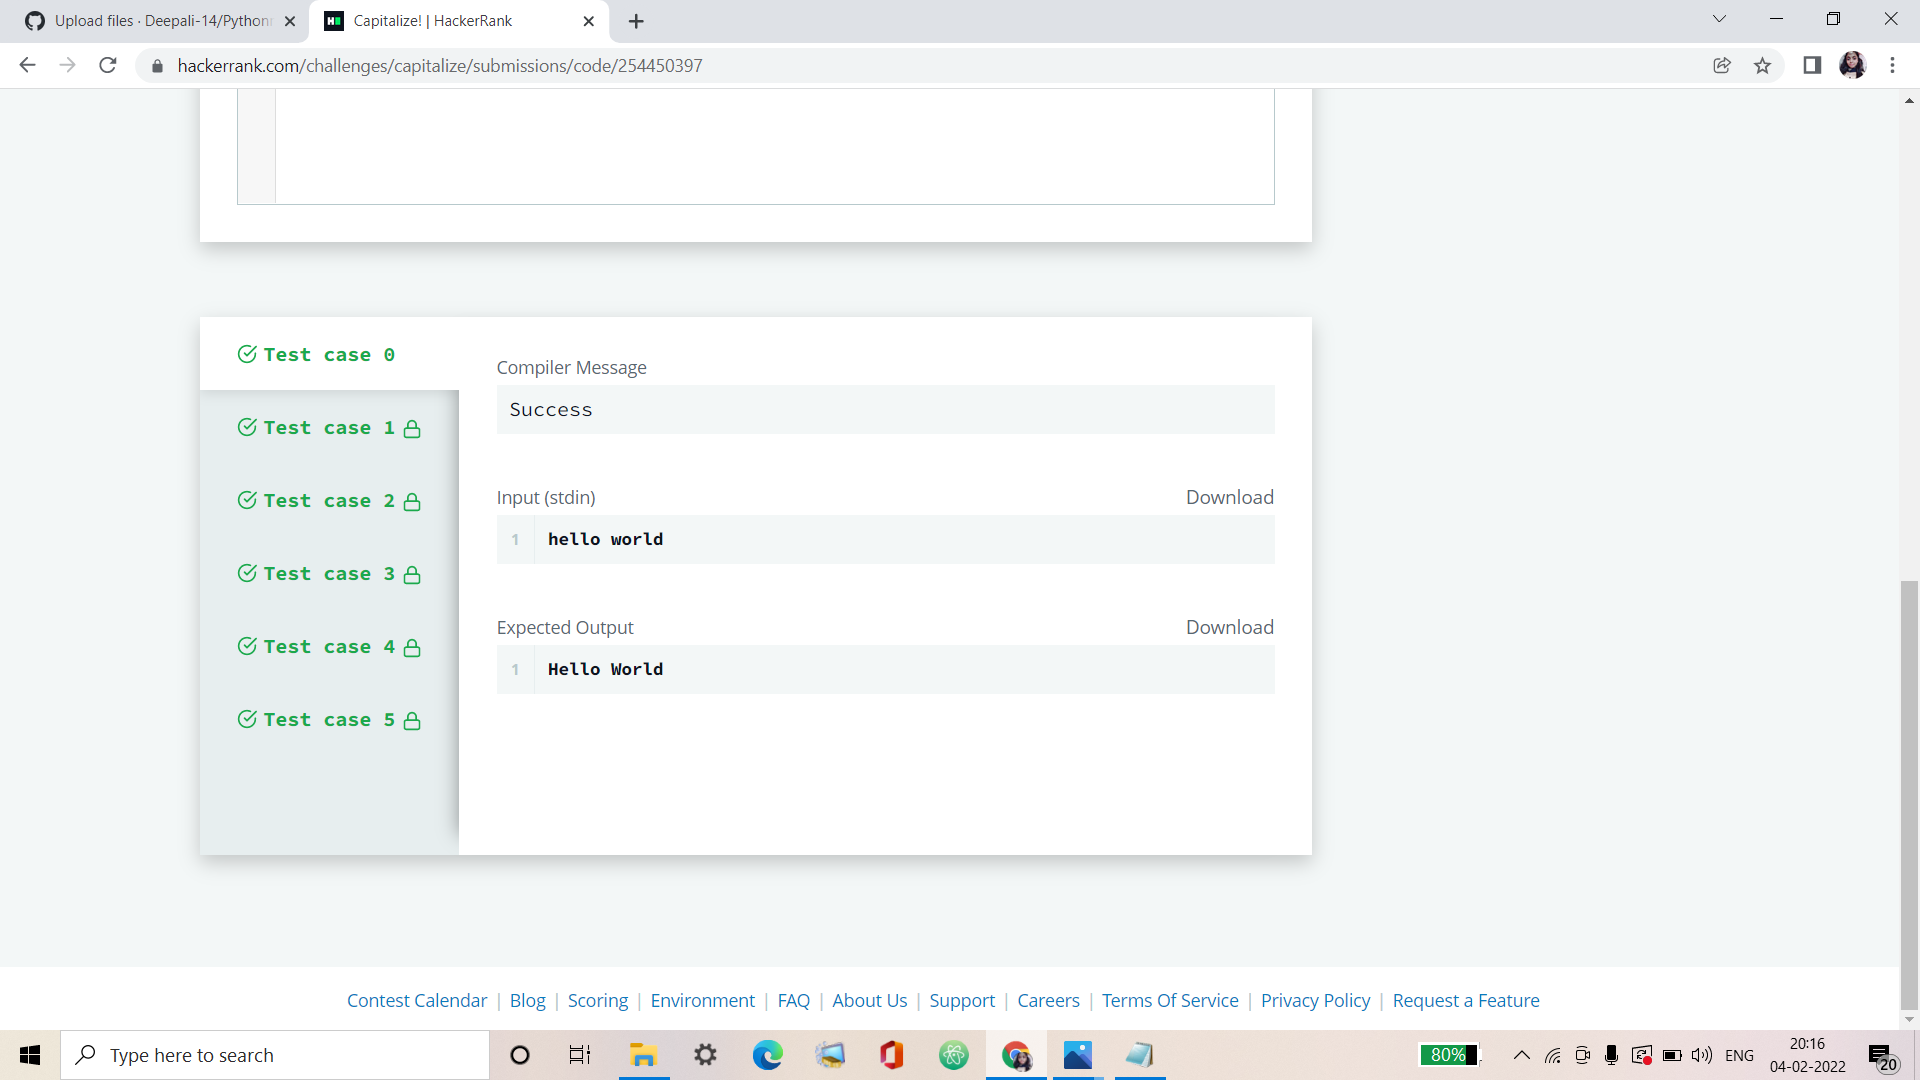 Upload files · Deepali-14/Python
Capitalize! | HackerRank
hackerrank.com/challenges/capitalize/submissions/code/254450397
Test case 0
Test case 1
Test case 2
Test case 3
Test case 4
Test case 5
Compiler Message
Success
Input (stdin)
Download
1 hello world
Expected Output
Download
1 Hello World
Contest Calendar | Blog | Scoring | Environment | FAQ | About Us | Support | Careers | Terms Of Service | Privacy Policy | Request a Feature
Type here to search
80%
ENG
20:16
04-02-2022
20